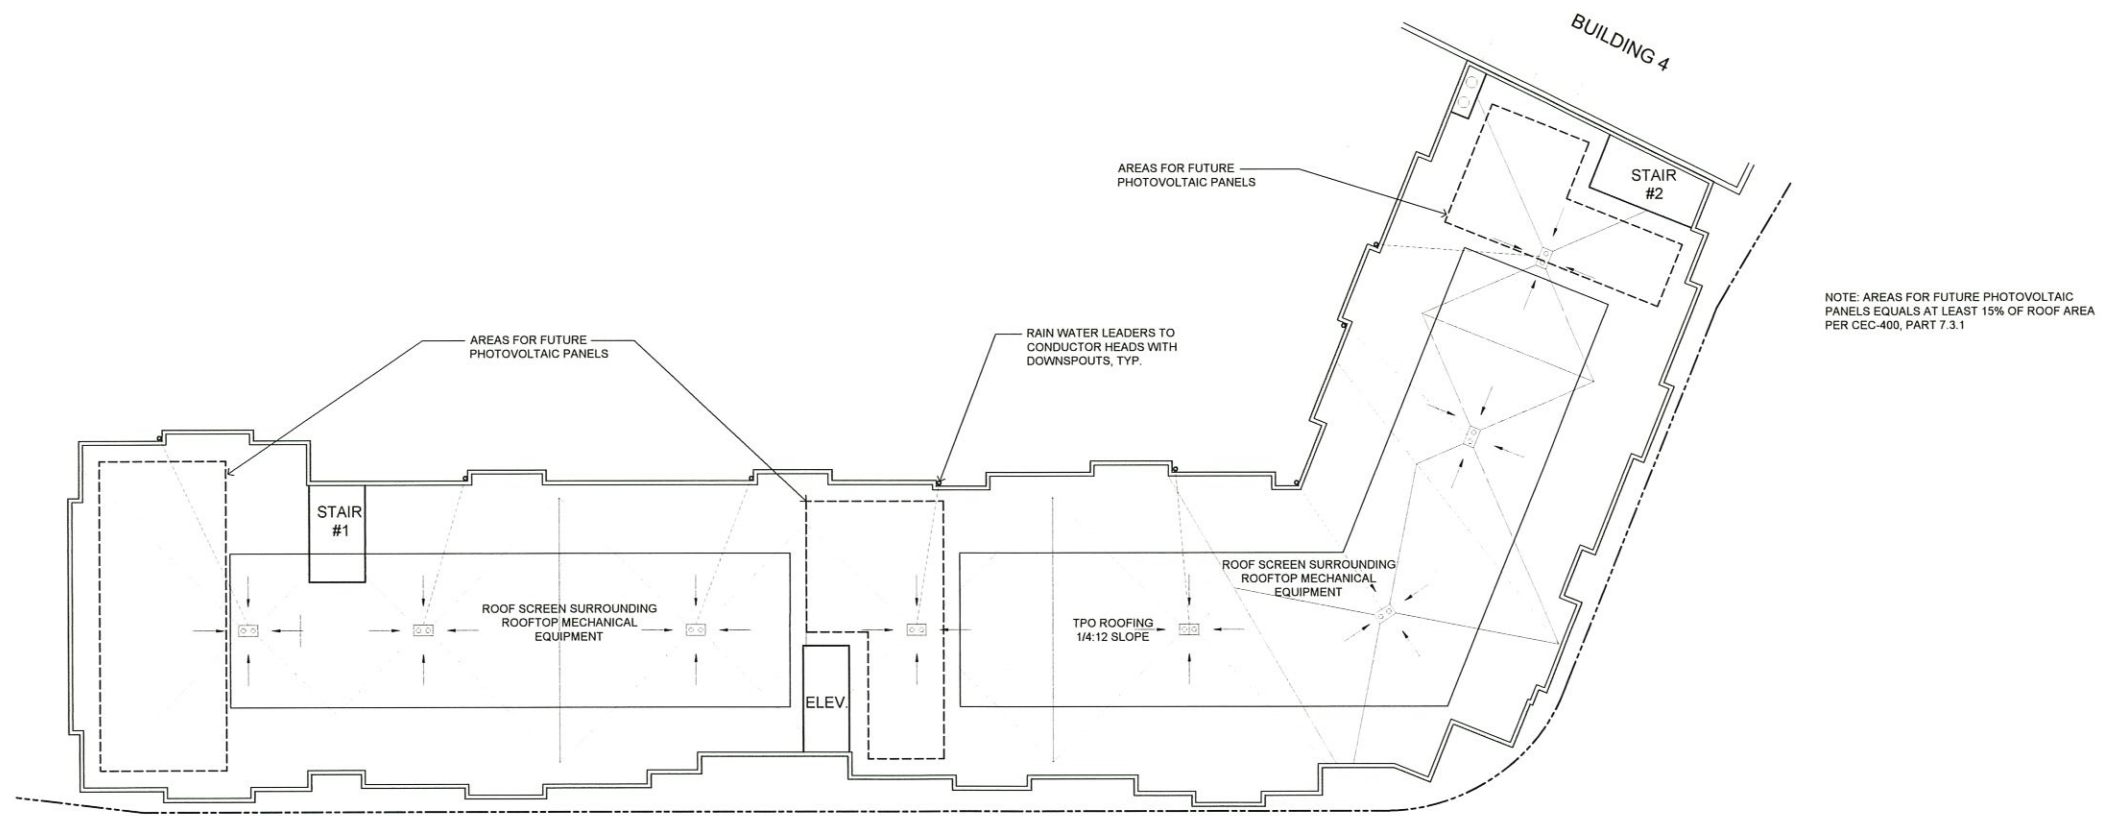 BUILDING 4
AREAS FOR FUTURE
PHOTOVOLTAIC PANELS
STAIR
#2
NOTE: AREAS FOR FUTURE PHOTOVOLTAIC
PANELS EQUALS AT LEAST 15% OF ROOF AREA
PER CEC-400, PART 7.3.1
AREAS FOR FUTURE
PHOTOVOLTAIC PANELS
RAIN WATER LEADERS TO
CONDUCTOR HEADS WITH
DOWNSPOUTS, TYP.
STAIR
#1
ROOF SCREEN SURROUNDING
ROOFTOP MECHANICAL
EQUIPMENT
ROOF SCREEN SURROUNDING
ROOFTOP MECHANICAL
EQUIPMENT
TPO ROOFING
1/4:12 SLOPE
ELEV.